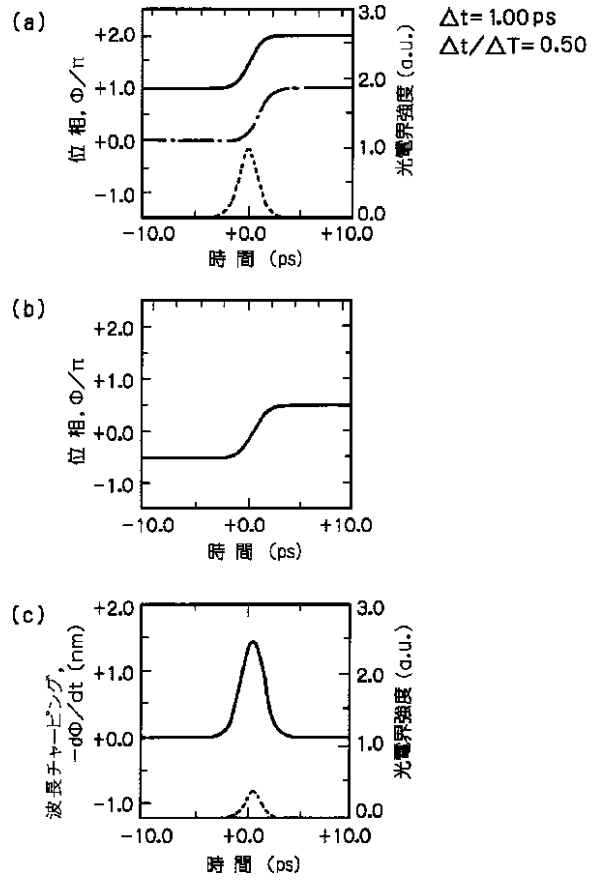 (a)
Δt=1.00ps
Δt/ΔT=0.50
位相, Φ/π
+2.0
+1.0
+0.0
-1.0
3.0
2.0
1.0
0.0
光電界強度 (a.u.)
-10.0
+0.0
+10.0
時間 (ps)
(b)
位相, Φ/π
+2.0
+1.0
+0.0
-1.0
-10.0
+0.0
+10.0
時間 (ps)
(c)
波長チャーピング,
-dΦ/dt (nm)
+2.0
+1.0
+0.0
-1.0
3.0
2.0
1.0
0.0
光電界強度 (a.u.)
-10.0
+0.0
+10.0
時間 (ps)